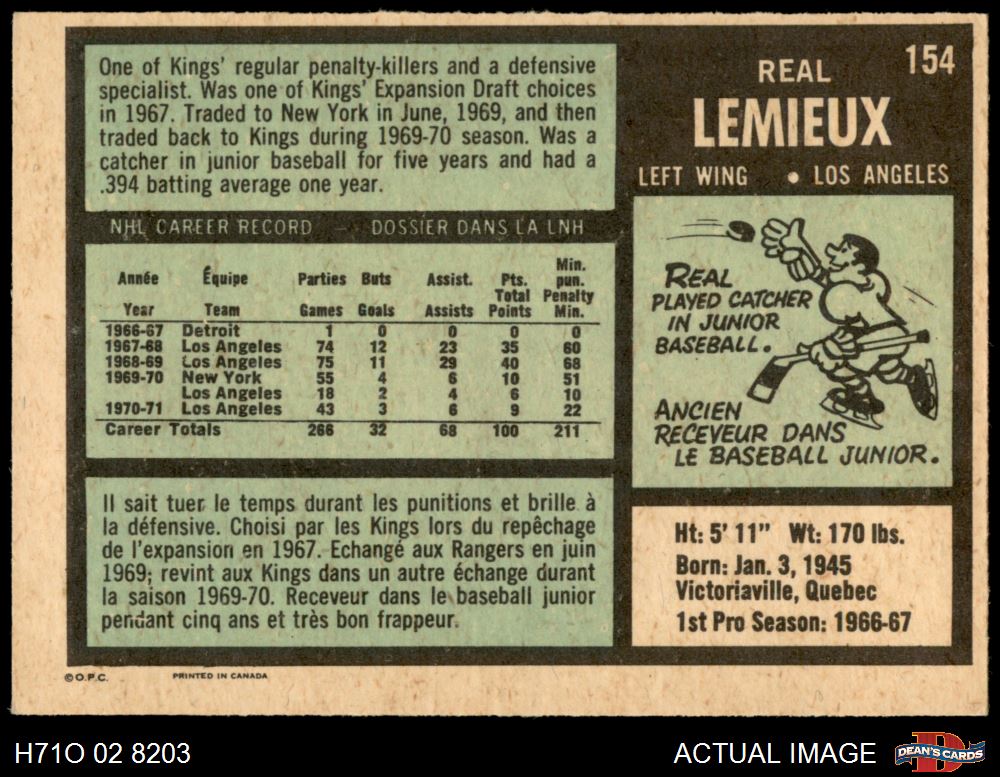 One of Kings' regular penalty-killers and a defensive
specialist. Was one of Kings' Expansion Draft choices
in 1967. Traded to New York in June, 1969, and then
traded back to Kings during 1969-70 season. Was a
catcher in junior baseball for five years and had a
.394 batting average one year.
154
REAL
LEMIEUX
LEFT WING • LOS ANGELES
NHL CAREER RECORD — DOSSIER DANS LA LNH
Année Équipe Parties Buts Assist. Pts. Min. pun.
Year Team Games Goals Assists Total Points Penalty Min.
1966-67 Detroit 1 0 0 0 0
1967-68 Los Angeles 74 12 23 35 60
1968-69 Los Angeles 75 11 29 40 68
1969-70 New York 55 4 6 10 51
Los Angeles 18 2 4 6 10
1970-71 Los Angeles 43 3 6 9 22
Career Totals 266 32 68 100 211
REAL
PLAYED CATCHER
IN JUNIOR
BASEBALL.
ANCIEN
RECEVEUR DANS
LE BASEBALL JUNIOR.
Il sait tuer le temps durant les punitions et brille à
la défensive. Choisi par les Kings lors du repêchage
de l'expansion en 1967. Echangé aux Rangers en juin
1969; revint aux Kings dans un autre échange durant
la saison 1969-70. Receveur dans le baseball junior
pendant cinq ans et très bon frappeur.
Ht: 5' 11" Wt: 170 lbs.
Born: Jan. 3, 1945
Victoriaville, Quebec
1st Pro Season: 1966-67
© O.P.C. PRINTED IN CANADA
H71O 02 8203
ACTUAL IMAGE
DEAN'S CARDS